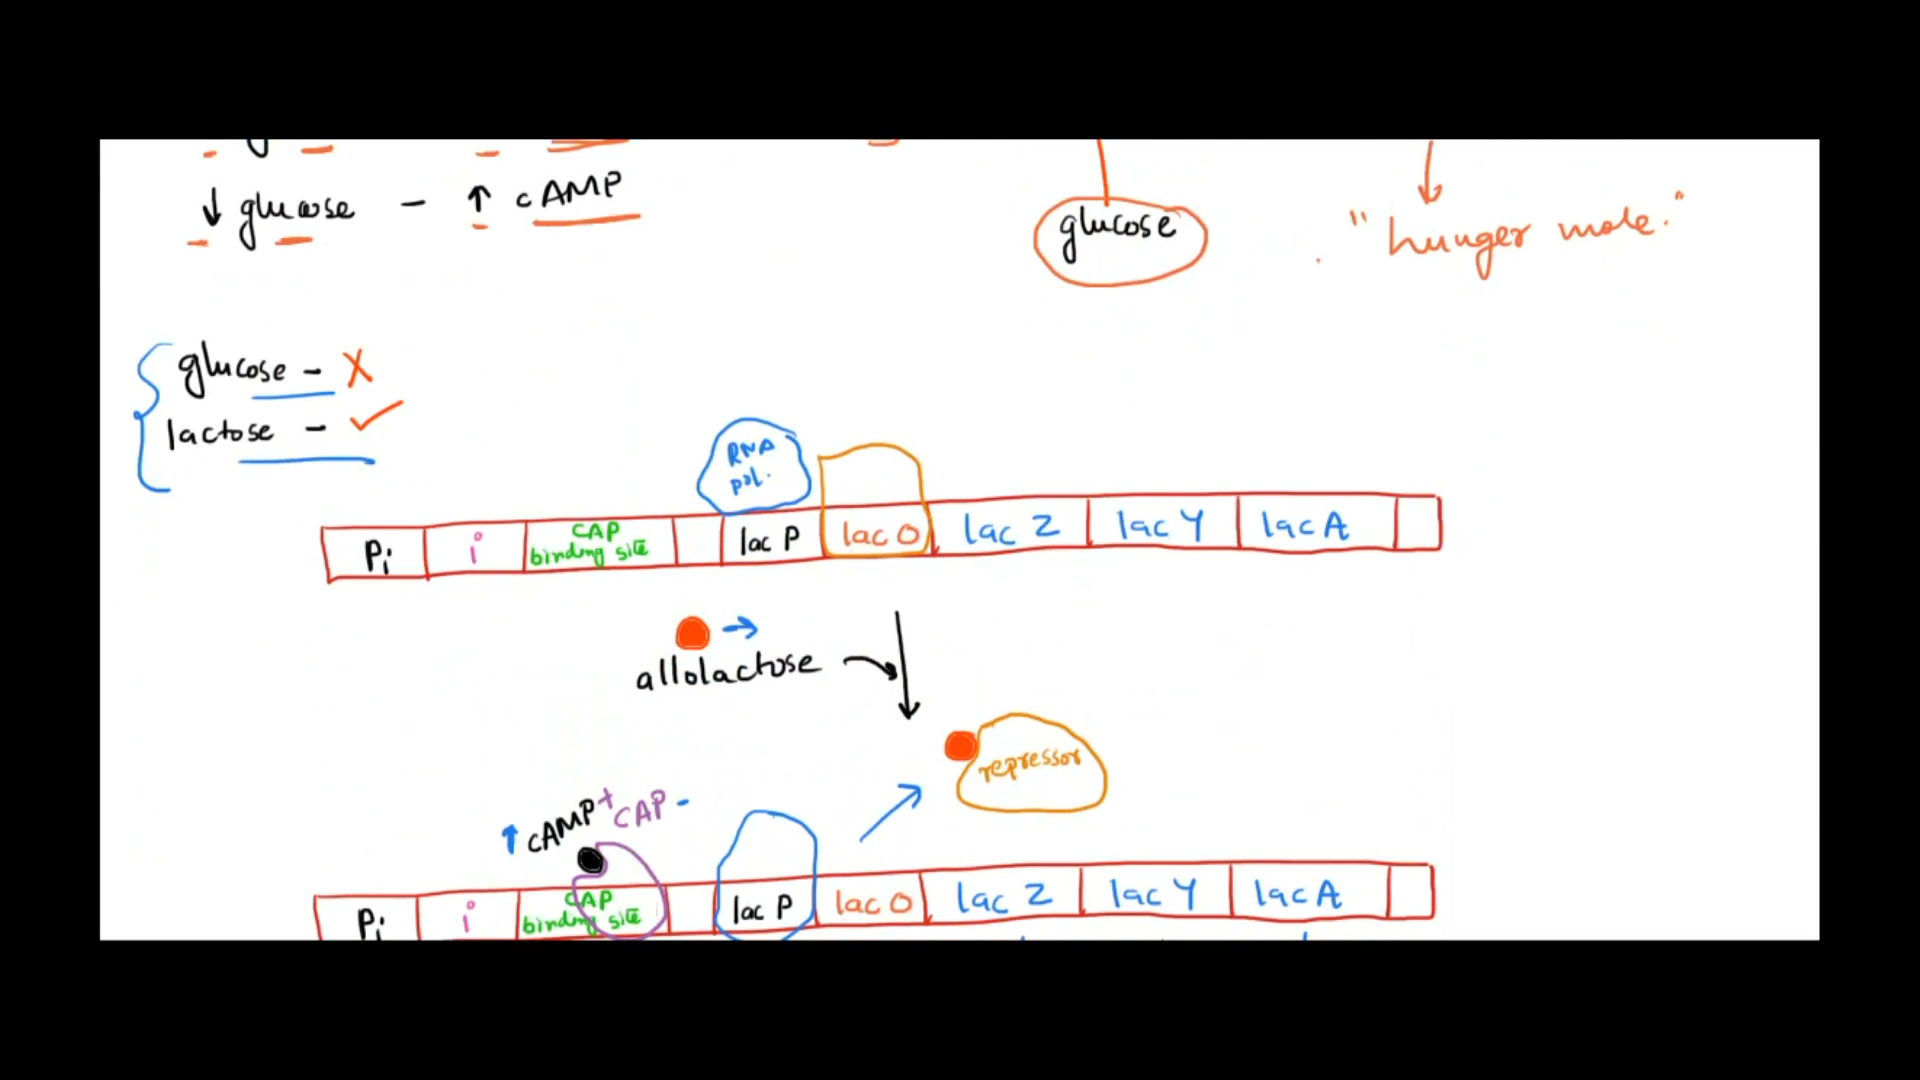 ↓ glucose - ↑ cAMP
glucose
"hunger mole."
glucose - X
lactose - ✓
RNA
pol.
Pi i CAP binding site lac P lac O lac Z lac Y lac A
→
allolactose
repressor
↑ cAMP + CAP -
Pi i CAP binding site lac P lac O lac Z lac Y lac A